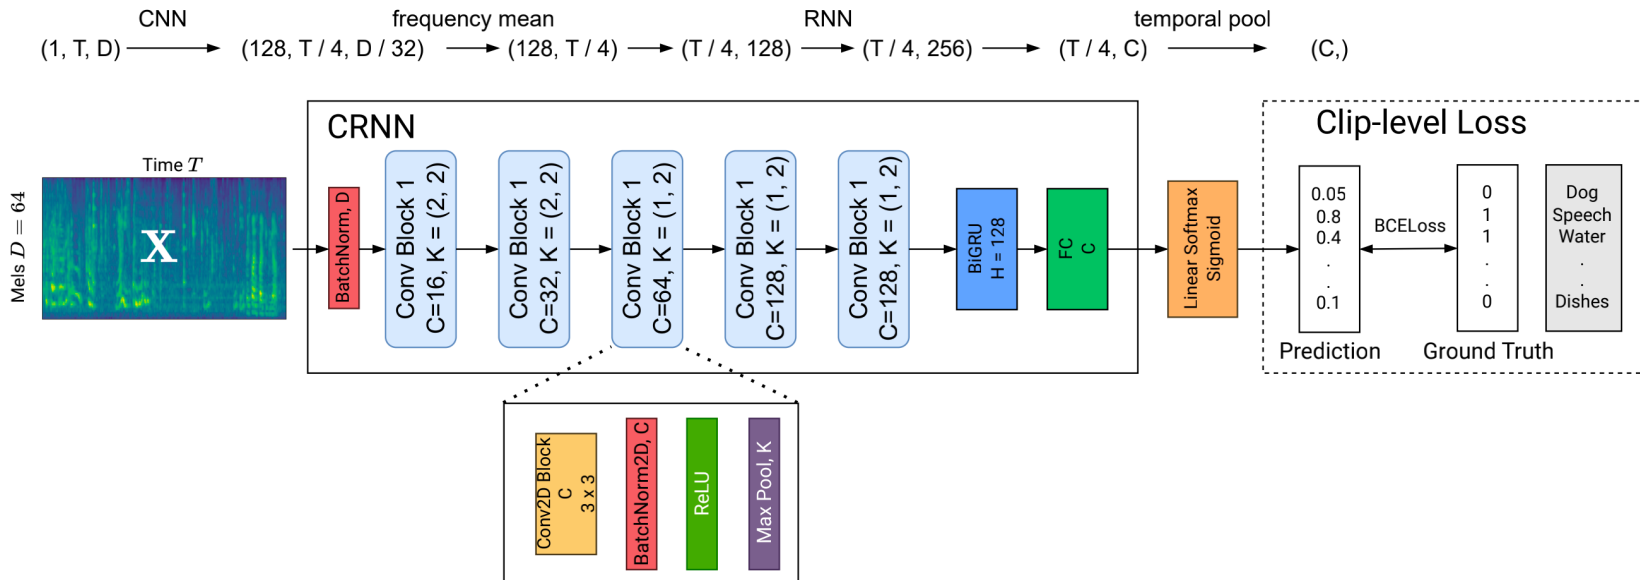 CNN
frequency mean
RNN
temporal pool
(1, T, D)
(128, T / 4, D / 32)
(128, T / 4)
(T / 4, 128)
(T / 4, 256)
(T / 4, C)
(C,)
CRNN
Clip-level Loss
Time T
Mels D = 64
X
BatchNorm, D
Conv Block 1
C=16, K = (2, 2)
Conv Block 1
C=32, K = (2, 2)
Conv Block 1
C=64, K = (1, 2)
Conv Block 1
C=128, K = (1, 2)
Conv Block 1
C=128, K = (1, 2)
BiGRU
H = 128
FC
C
Linear Softmax
Sigmoid
0.05
0.8
0.4
.
.
0.1
Prediction
BCELoss
0
1
1
.
.
0
Ground Truth
Dog
Speech
Water
.
.
Dishes
Conv2D Block
C
3 x 3
BatchNorm2D, C
ReLU
Max Pool, K